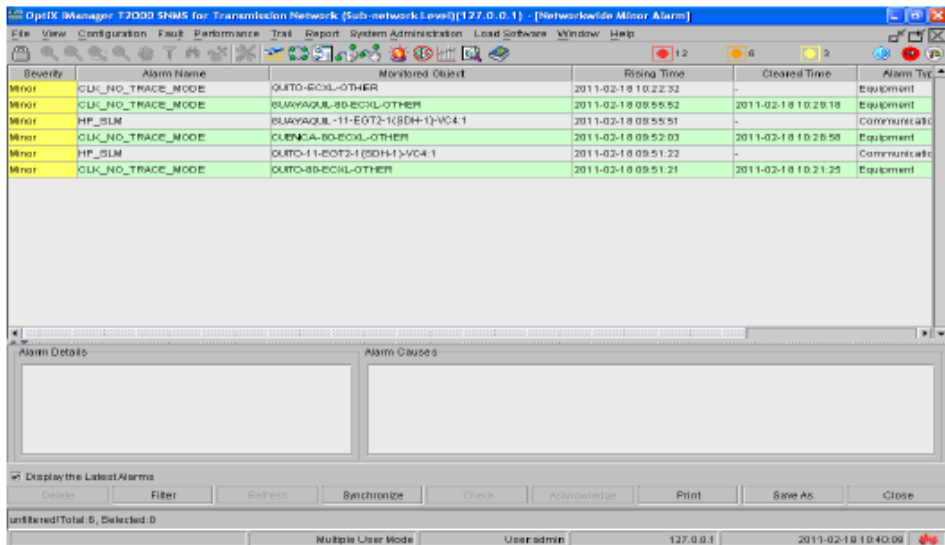 OptiX iManager T2000 SNMS for Transmission Network (Sub-network Level)(127.0.0.1) - [Networkwide Minor Alarm]
File View Configuration Fault Performance Trail Report System Administration Load Software Window Help
12 6 3
Severity Alarm Name Monitored Object Rising Time Cleared Time Alarm Typ
Minor CLK_NO_TRACE_MODE QUITO-ECXL-OTHER 2011-02-18 10:22:32 - Equipment
Minor CLK_NO_TRACE_MODE GUAYAQUIL-80-ECXL-OTHER 2011-02-18 09:55:52 2011-02-18 10:28:18 Equipment
Minor HP_SLM GUAYAQUIL-11-EGT2-1(SDH-1)-VC4:1 2011-02-18 09:55:51 - Communicatio
Minor CLK_NO_TRACE_MODE CUENCA-80-ECXL-OTHER 2011-02-18 09:52:03 2011-02-18 10:28:58 Equipment
Minor HP_SLM QUITO-11-EGT2-1(SDH-1)-VC4:1 2011-02-18 09:51:22 - Communicatio
Minor CLK_NO_TRACE_MODE QUITO-80-ECXL-OTHER 2011-02-18 09:51:21 2011-02-18 10:21:25 Equipment
Alarm Details Alarm Causes
Display the Latest Alarms
Delete Filter Refresh Synchronize Check Acknowledge Print Save As Close
unfiltered/Total:6, Selected:0
Multiple User Mode User:admin 127.0.0.1 2011-02-18 10:40:09